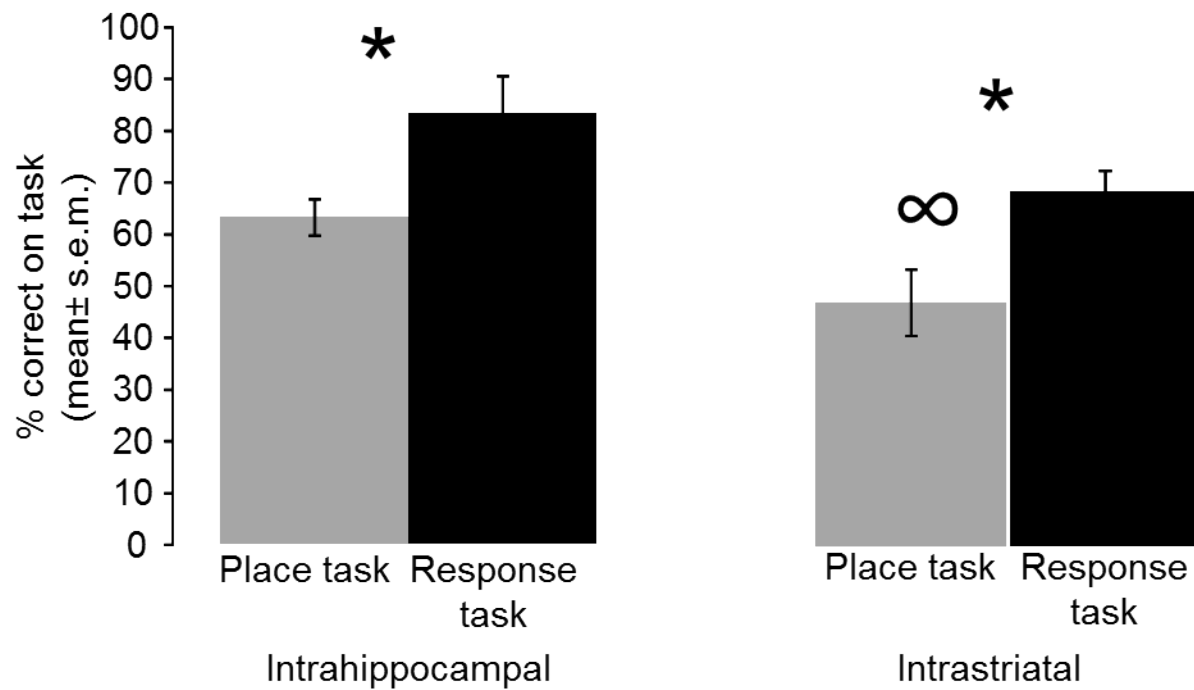 100
90
80
70
60
50
40
30
20
10
0
% correct on task
(mean± s.e.m.)
*
*
∞
Place task
Response
task
Place task
Response
task
Intrahippocampal
Intrastriatal